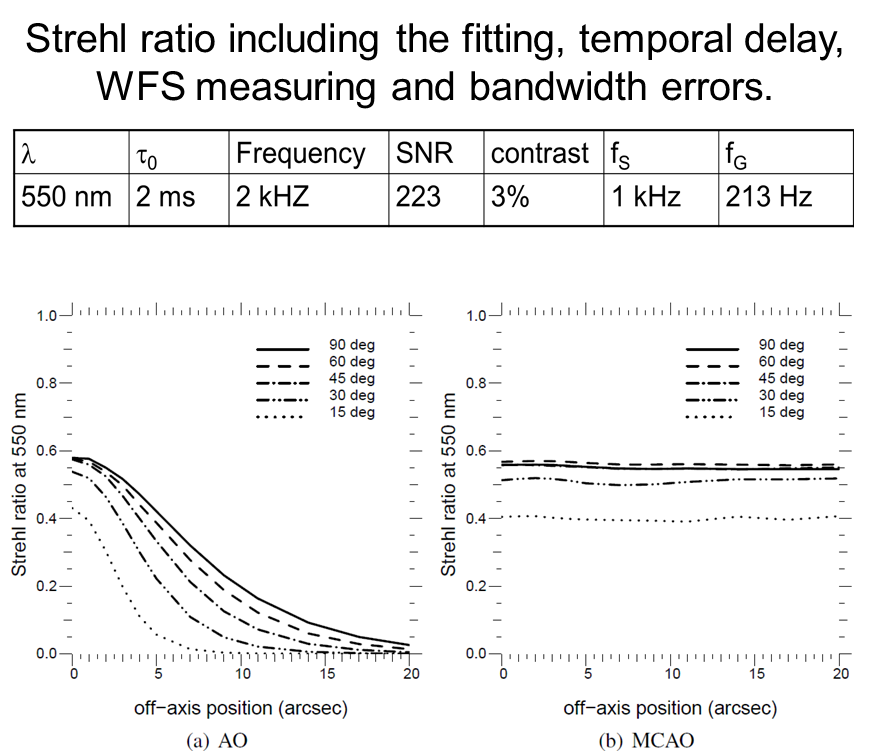 Strehl ratio including the fitting, temporal delay,
WFS measuring and bandwidth errors.
λ τ0 Frequency SNR contrast fS fG
550 nm 2 ms 2 kHZ 223 3% 1 kHz 213 Hz
Strehl ratio at 550 nm
1.0
0.8
0.6
0.4
0.2
0.0
90 deg
60 deg
45 deg
30 deg
15 deg
0 5 10 15 20
off−axis position (arcsec)
(a) AO
Strehl ratio at 550 nm
1.0
0.8
0.6
0.4
0.2
0.0
90 deg
60 deg
45 deg
30 deg
15 deg
0 5 10 15 20
off−axis position (arcsec)
(b) MCAO